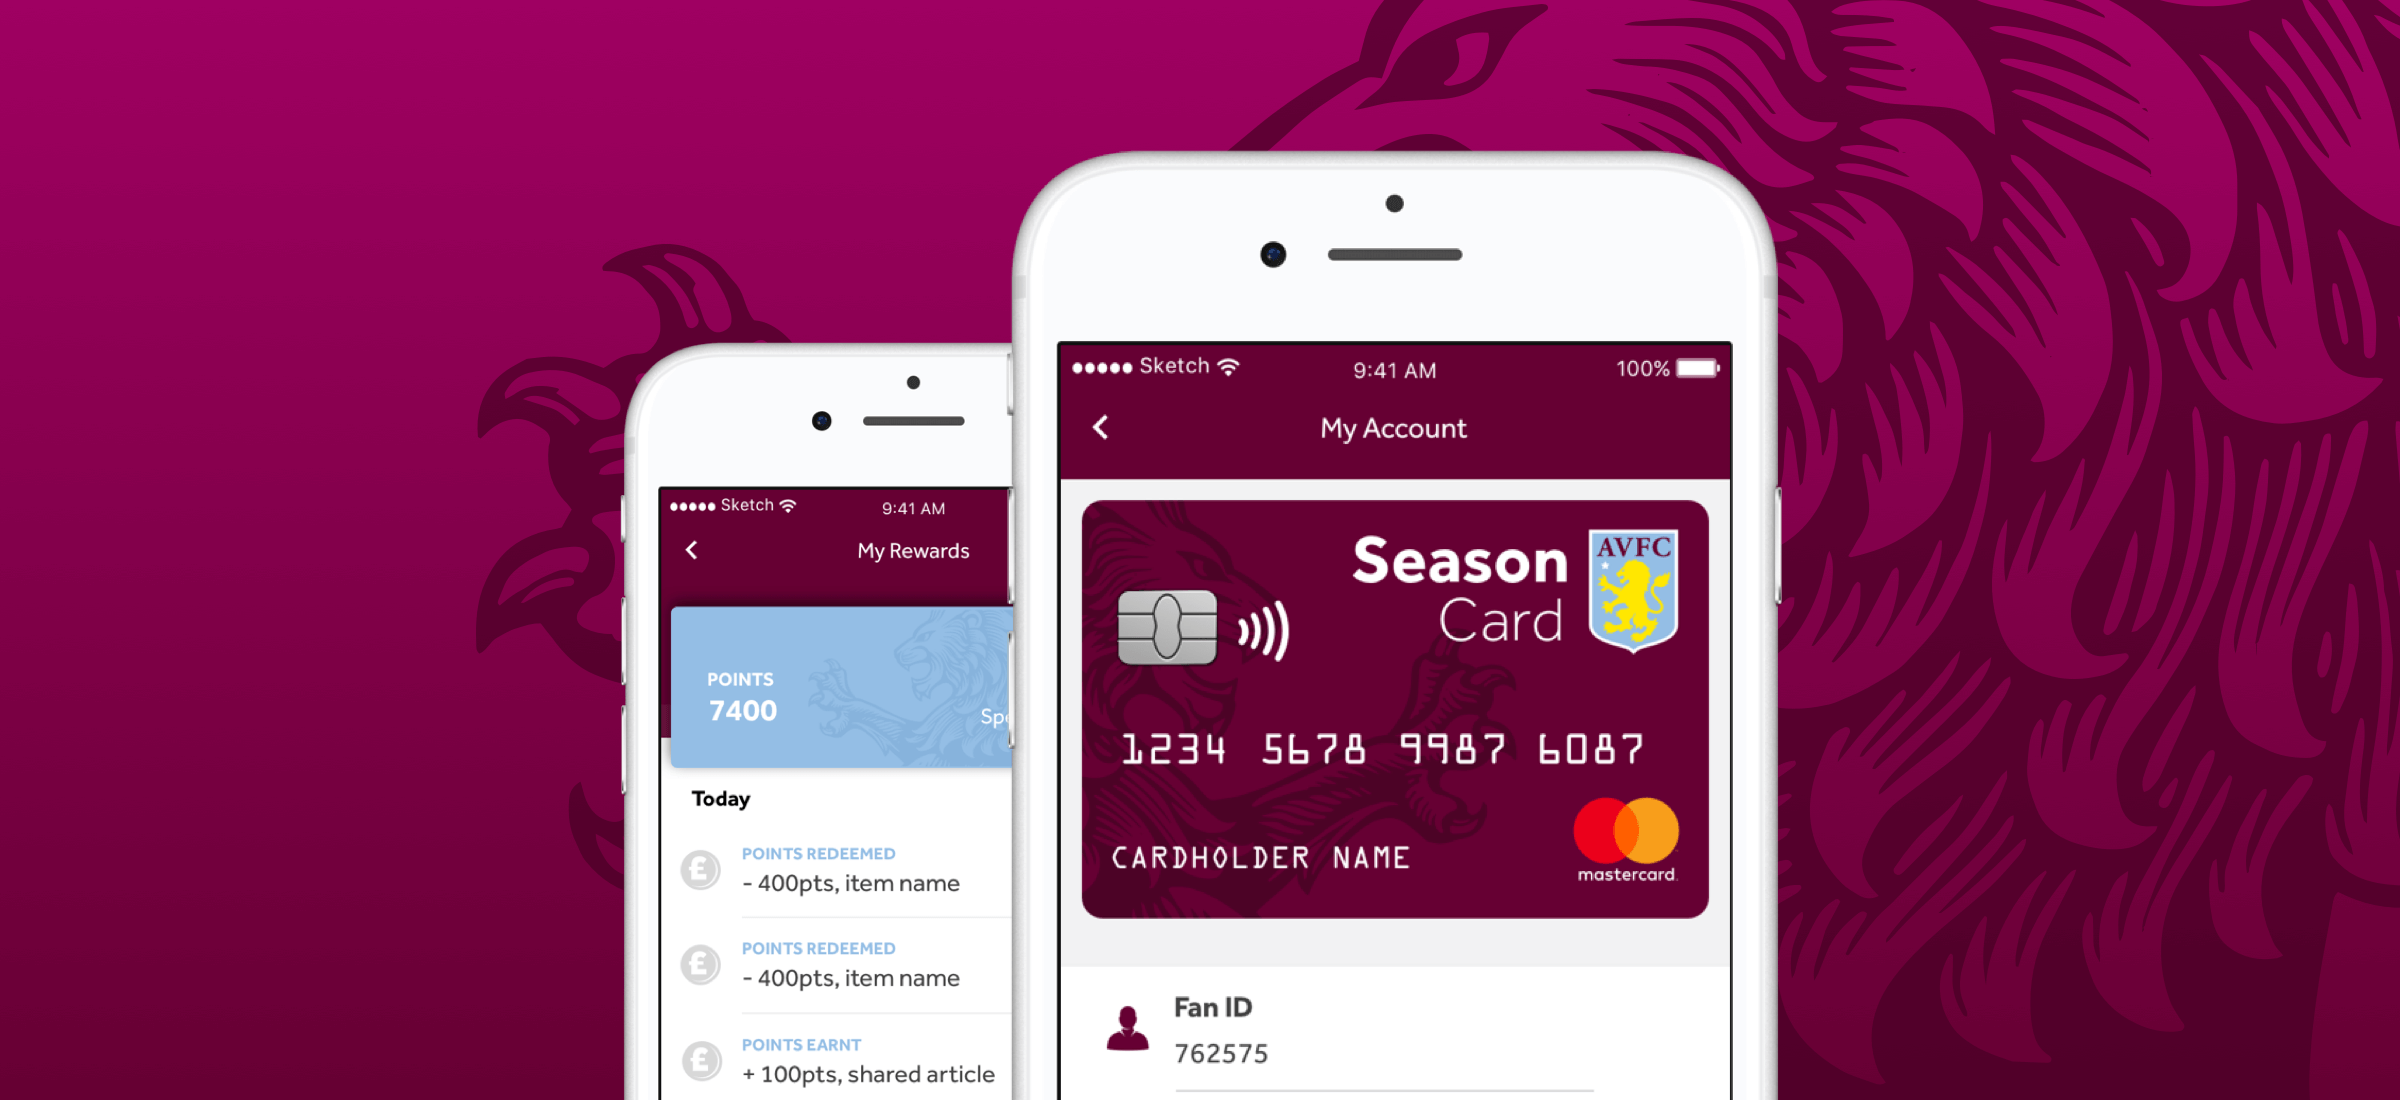 Sketch
9:41 AM
My Rewards
POINTS
7400
Today
POINTS REDEEMED
- 400pts, item name
POINTS REDEEMED
- 400pts, item name
POINTS EARNT
+ 100pts, shared article
Sketch
9:41 AM
100%
My Account
Season
Card
AVFC
1234 5678 9987 6087
CARDHOLDER NAME
mastercard.
Fan ID
762575